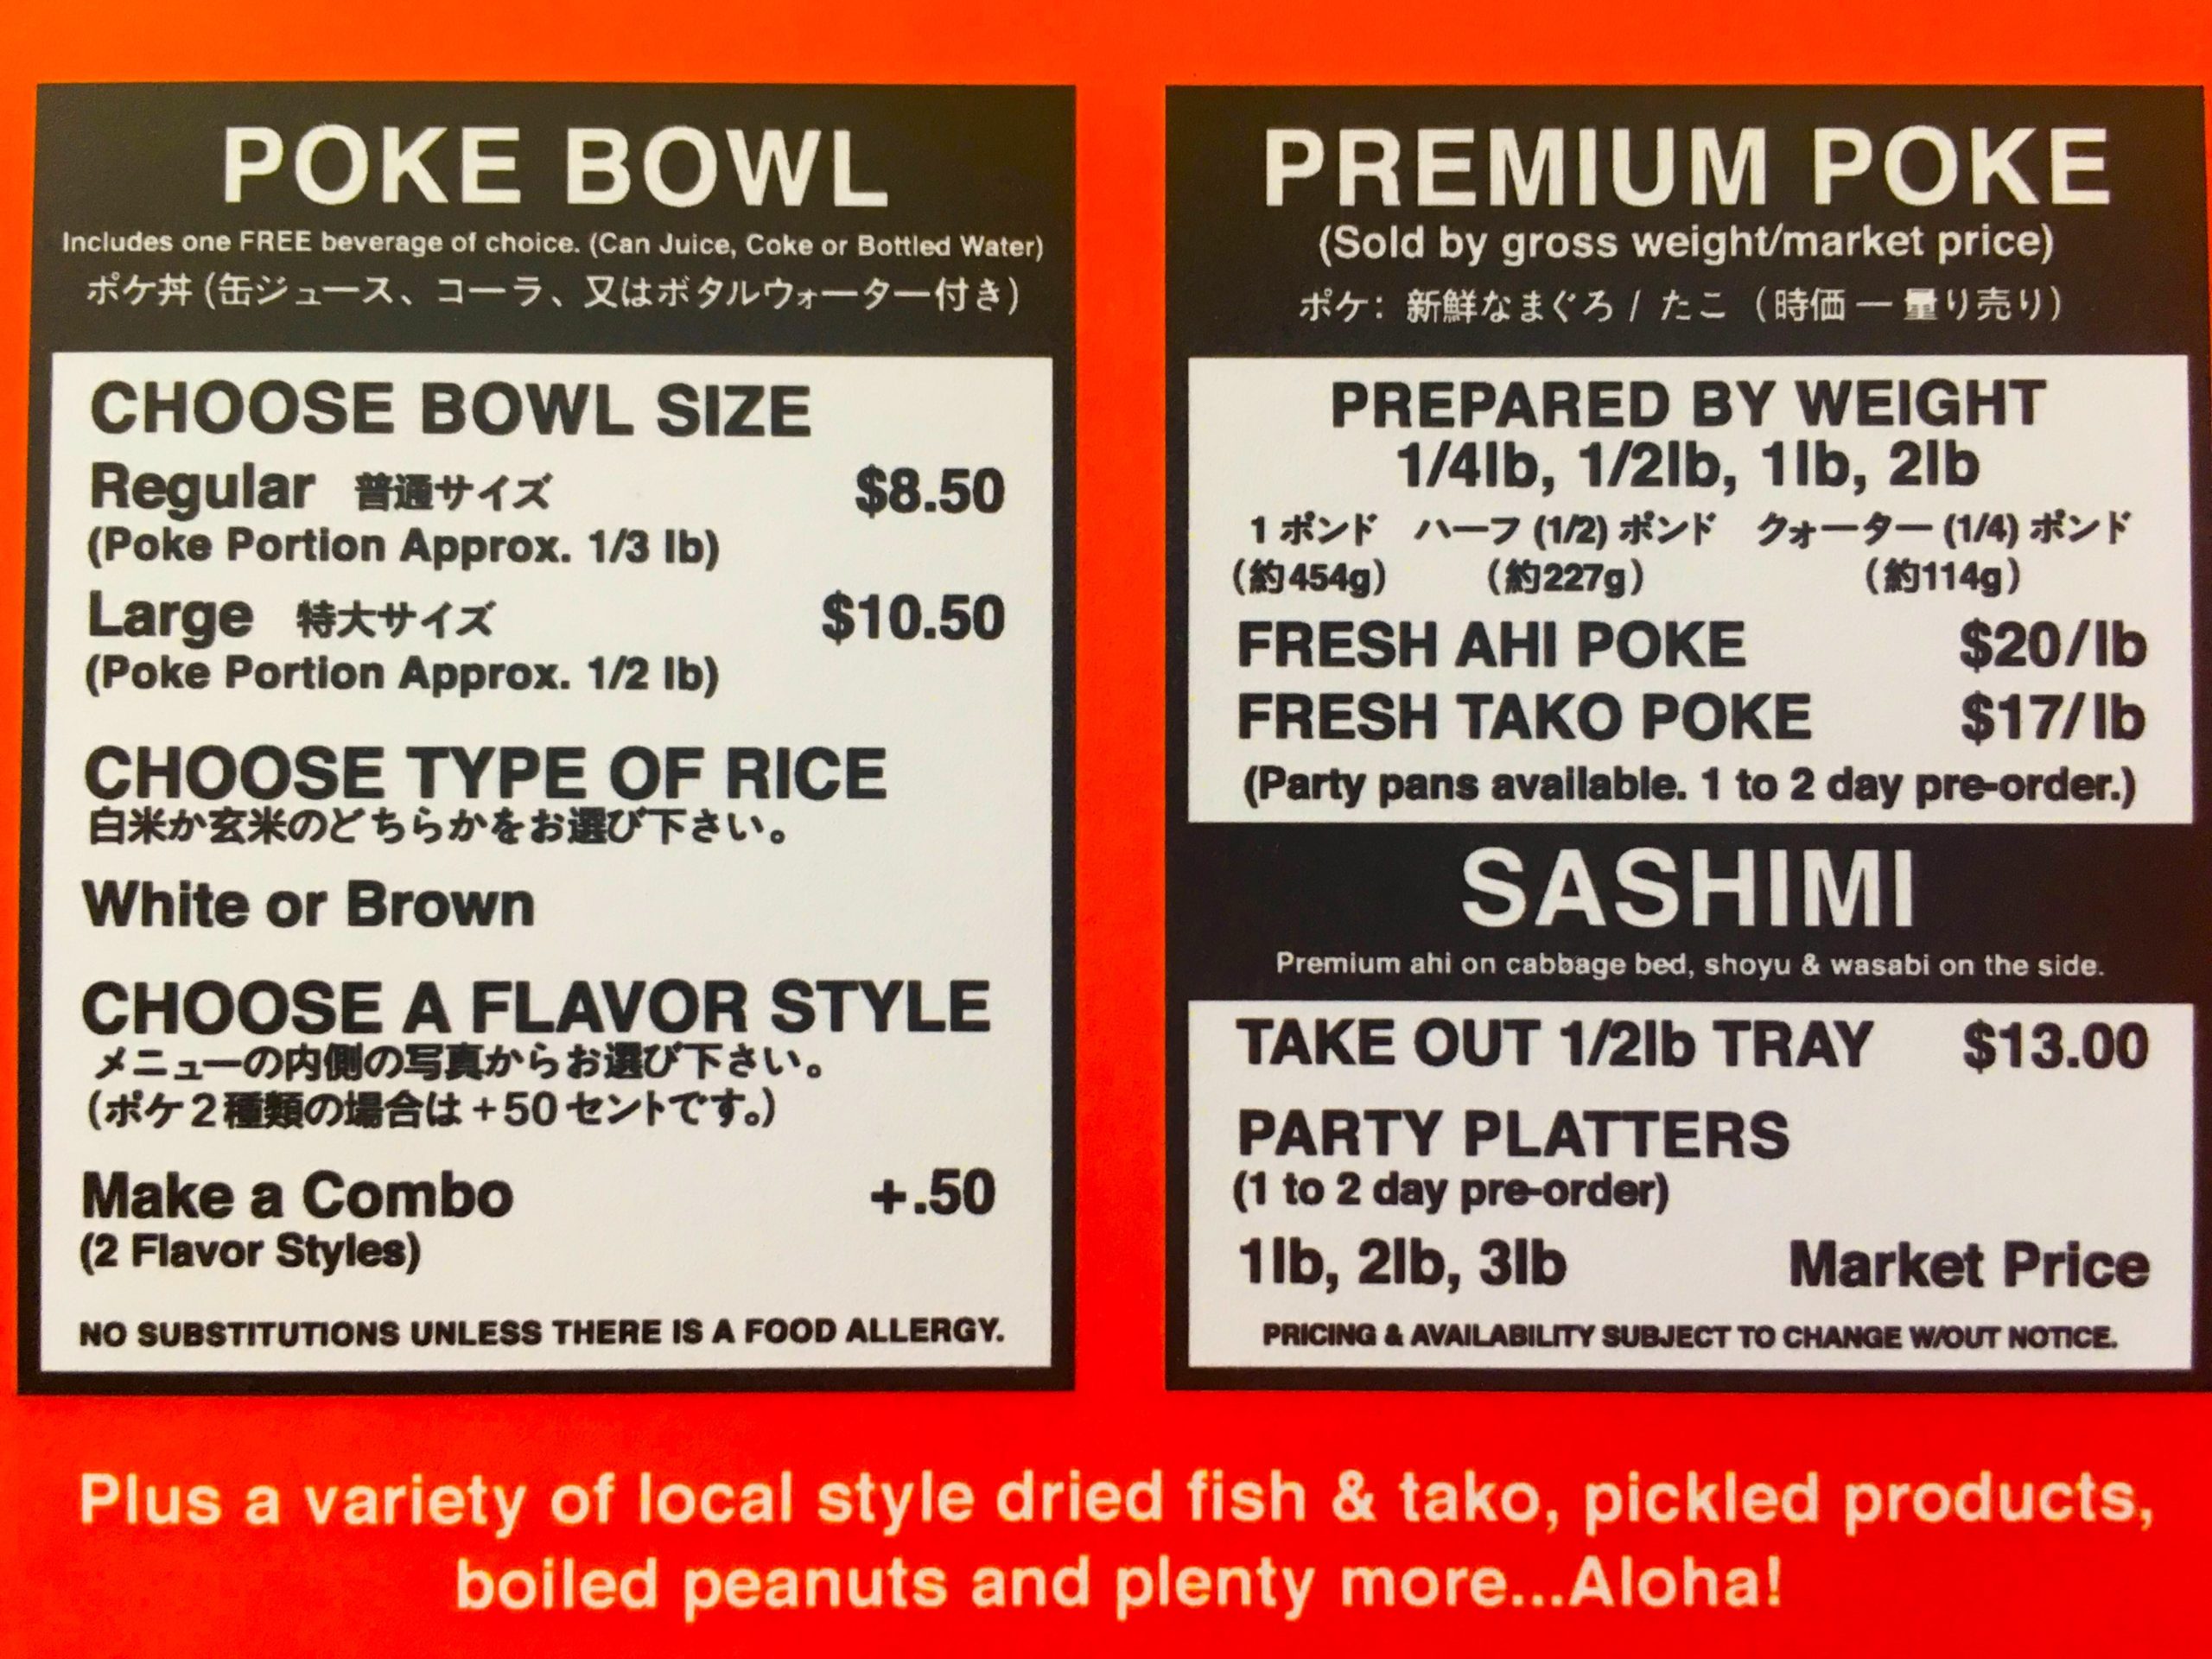 POKE BOWL
Includes one FREE beverage of choice. (Can Juice, Coke or Bottled Water)
ポケ丼 (缶ジュース、コーラ、又はボタルウォーター付き)
CHOOSE BOWL SIZE
Regular 普通サイズ $8.50
(Poke Portion Approx. 1/3 lb)
Large 特大サイズ $10.50
(Poke Portion Approx. 1/2 lb)
CHOOSE TYPE OF RICE
白米か玄米のどちらかをお選び下さい。
White or Brown
CHOOSE A FLAVOR STYLE
メニューの内側の写真からお選び下さい。
(ポケ2種類の場合は+50セントです。)
Make a Combo +.50
(2 Flavor Styles)
NO SUBSTITUTIONS UNLESS THERE IS A FOOD ALLERGY.
PREMIUM POKE
(Sold by gross weight/market price)
ポケ: 新鮮なまぐろ / たこ (時価 ー 量り売り)
PREPARED BY WEIGHT
1/4lb, 1/2lb, 1lb, 2lb
1 ポンド ハーフ (1/2) ポンド クォーター (1/4) ポンド
(約454g) (約227g) (約114g)
FRESH AHI POKE $20/lb
FRESH TAKO POKE $17/lb
(Party pans available. 1 to 2 day pre-order.)
SASHIMI
Premium ahi on cabbage bed, shoyu & wasabi on the side.
TAKE OUT 1/2lb TRAY $13.00
PARTY PLATTERS
(1 to 2 day pre-order)
1lb, 2lb, 3lb Market Price
PRICING & AVAILABILITY SUBJECT TO CHANGE W/OUT NOTICE.
Plus a variety of local style dried fish & tako, pickled products,
boiled peanuts and plenty more...Aloha!